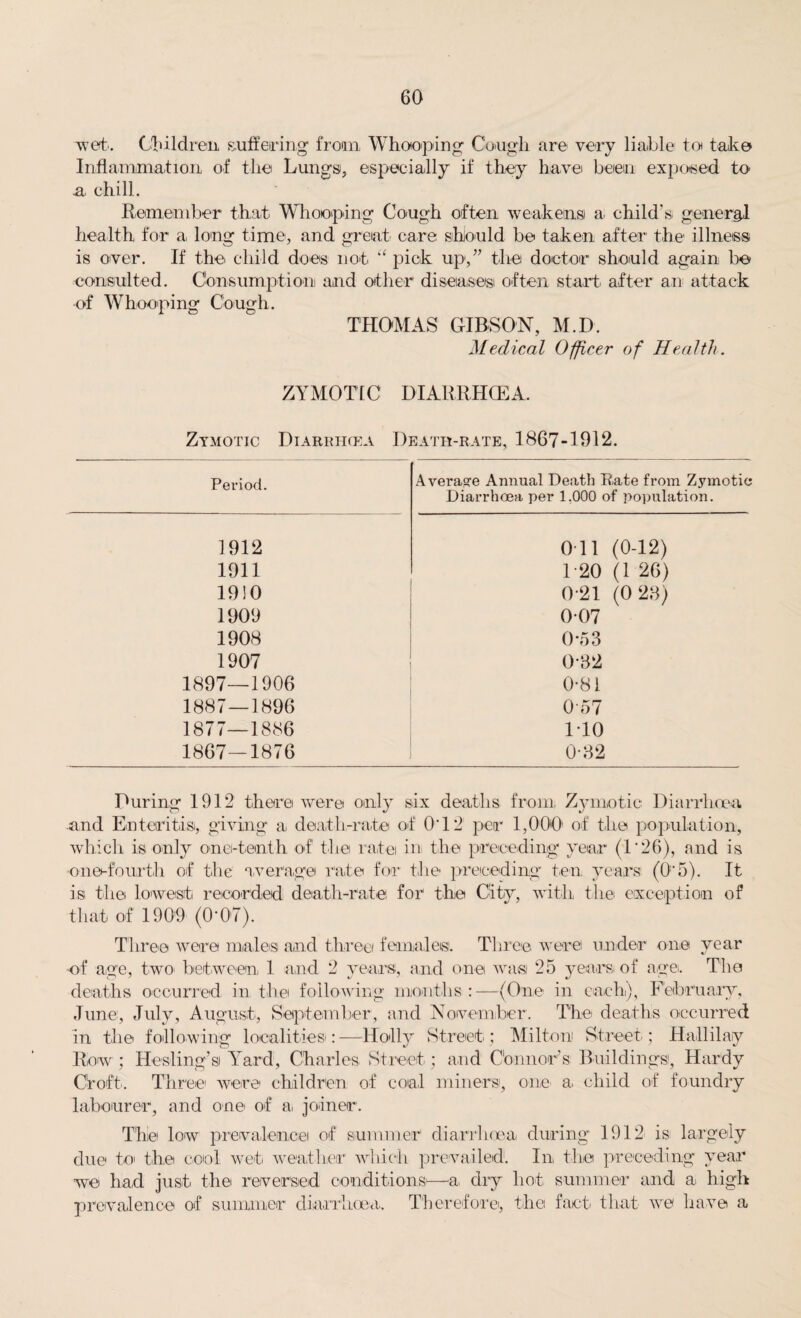 60
wet. Children suffering from Whooping Cough are very liable to take
Inflammation of the Lungs, especially if they have been exposed to
a chill.
Remember that Whooping Cough often weakens a child's general
health for a long time, and great care should be taken after the illness
is over. If the child does not “ pick up,” the doctor should again be
consulted. Consumption and other diseases often start after an attack
of Whooping Cough.
THOMAS GIBSON, M.D.
Medical Officer of Health.
ZYMOTIC DIARRHŒA.
Zymotic Diarrhœa Death-rate, 1867-1912.
Period. Average Annual Death Rate from Zymotic
Diarrhœa per 1,000 of population.
1912 0·11 (0-12)
1911 1·20 (1·26)
1910 0·21 (0·23)
1909 0·07
1908 0·53
1907 0·32
1897—1906 0·81
1887—1896 0·57
1877—1886 1·10
1867—1876 0·32
During 1912 there were only six deaths from Zymotic Diarrhœa
and Enteritis, giving a death-rate of 0·12 per 1,000 of the population,
which is only one-tenth of the rate in the preceding year (1·26), and is
one-fourth of the average rate for the preceding ten years (0·5). It
is the lowest recorded death-rate for the City, with the exception of
that of 1909 (0·07).
Three were males and three females. Three were under one year
of age, two between 1 and 2 years, and one was 25 years of age. The
deaths occurred in the following months :—(One in each), February,
June, July, August, September, and November. The deaths occurred
in the following localities :—Holly Street ; Milton Street ; Hallilay
Row ; Hesling's Yard, Charles Street ; and Connor's Buildings, Hardy
Croft. Three were children of coal miners, one a child of foundry
labourer, and one of a joiner.
The low prevalence of summer diarrhœa during 1912 is largely
due to the cool wet weather which prevailed. In the preceding year
we had just the reversed conditions—a dry hot summer and a high
prevalence of summer diarrhœa. Therefore, the fact that we have a